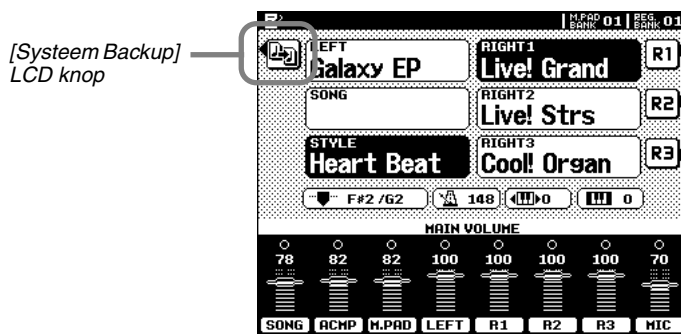 M.PAD BANK 01 REG. BANK 01
[Systeem Backup]
LCD knop
LEFT
Galaxy EP
RIGHT1
Live! Grand
R1
SONG
RIGHT2
Live! Strs
R2
STYLE
Heart Beat
RIGHT3
Cool! Organ
R3
F#2 /G2 148 0 0
MAIN VOLUME
78 82 82 100 100 100 100 70
SONG ACMP M.PAD LEFT R1 R2 R3 MIC